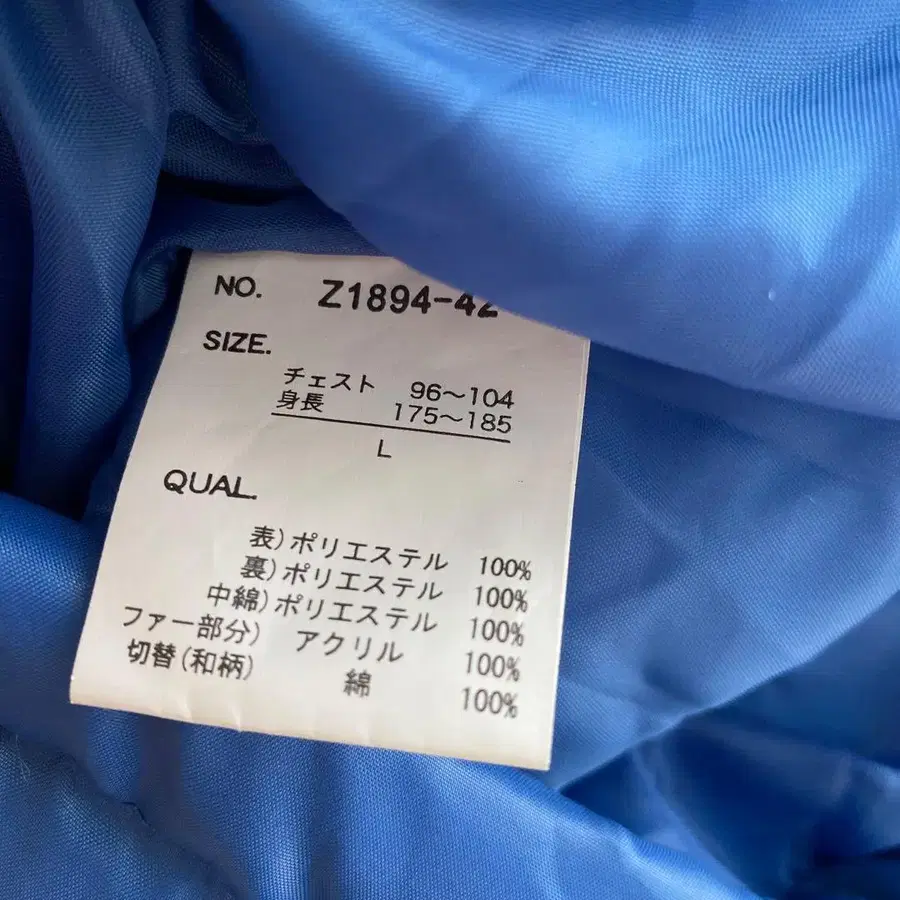 NO. Z1894-42
SIZE.
チェスト 96～104
身長 175～185
L
QUAL.
表)ポリエステル 100%
裏)ポリエステル 100%
中綿)ポリエステル 100%
ファー部分) アクリル 100%
切替(和柄) 綿 100%